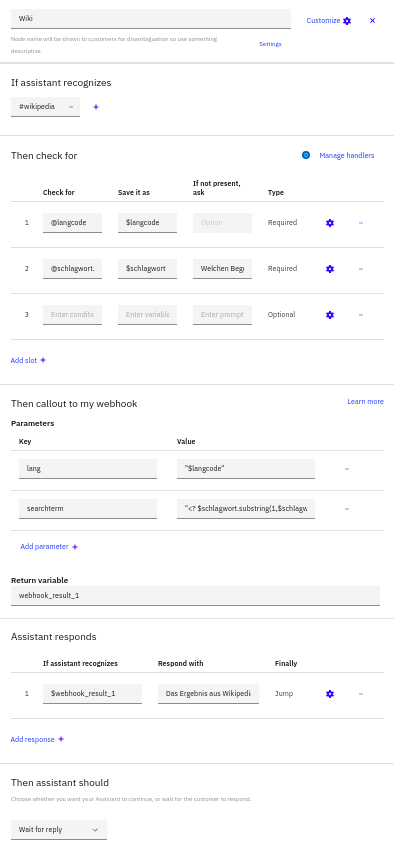 Wiki
Customize
Node name will be shown to customers for disambiguation so use something
descriptive.
Settings
If assistant recognizes
#wikipedia
Then check for
Manage handlers
Check for
Save it as
If not present,
ask
Type
1
@langcode
$langcode
Option
Required
2
@schlagwort.
$schlagwort
Welchen Begr
Required
3
Enter conditio
Enter variable
Enter prompt
Optional
Add slot +
Then callout to my webhook
Learn more
Parameters
Key
Value
lang
"$langcode"
searchterm
"<? $schlagwort.substring(1,$schlagw
Add parameter +
Return variable
webhook_result_1
Assistant responds
If assistant recognizes
Respond with
Finally
1
$webhook_result_1
Das Ergebnis aus Wikipedi
Jump
Add response +
Then assistant should
Choose whether you want your Assistant to continue, or wait for the customer to respond.
Wait for reply